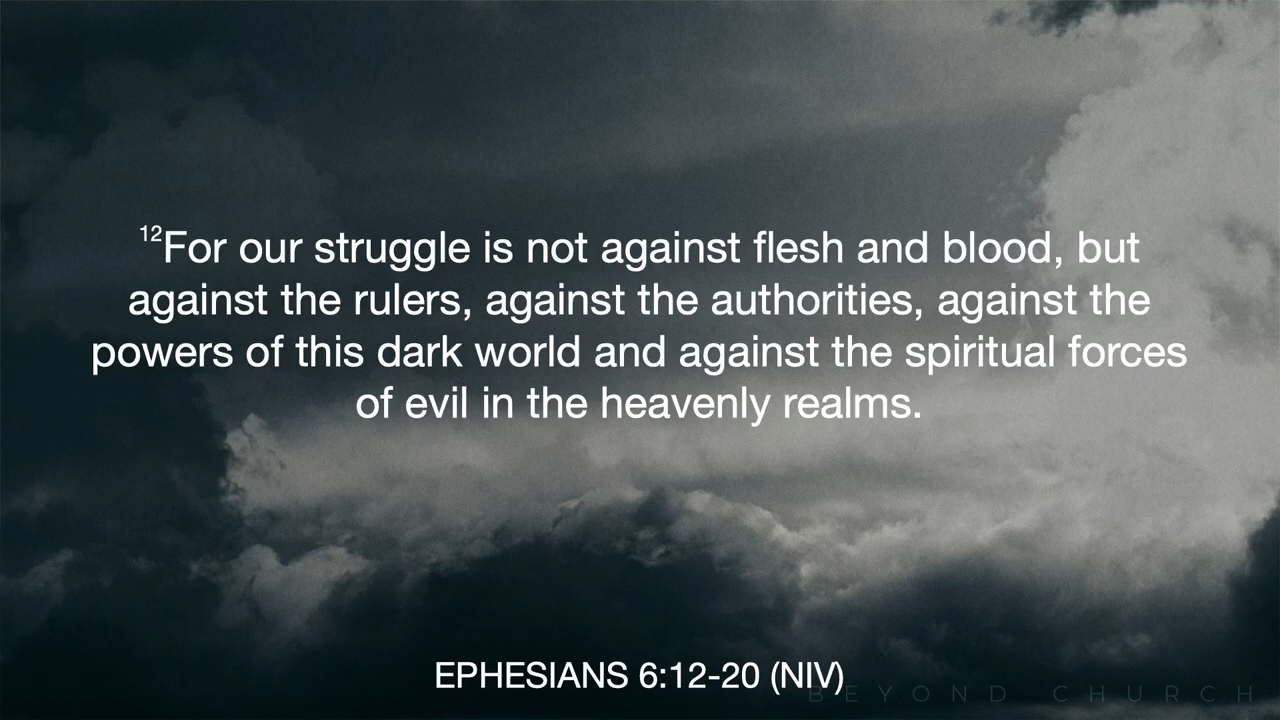 ¹²For our struggle is not against flesh and blood, but
against the rulers, against the authorities, against the
powers of this dark world and against the spiritual forces
of evil in the heavenly realms.
EPHESIANS 6:12-20 (NIV)
BEYOND CHURCH